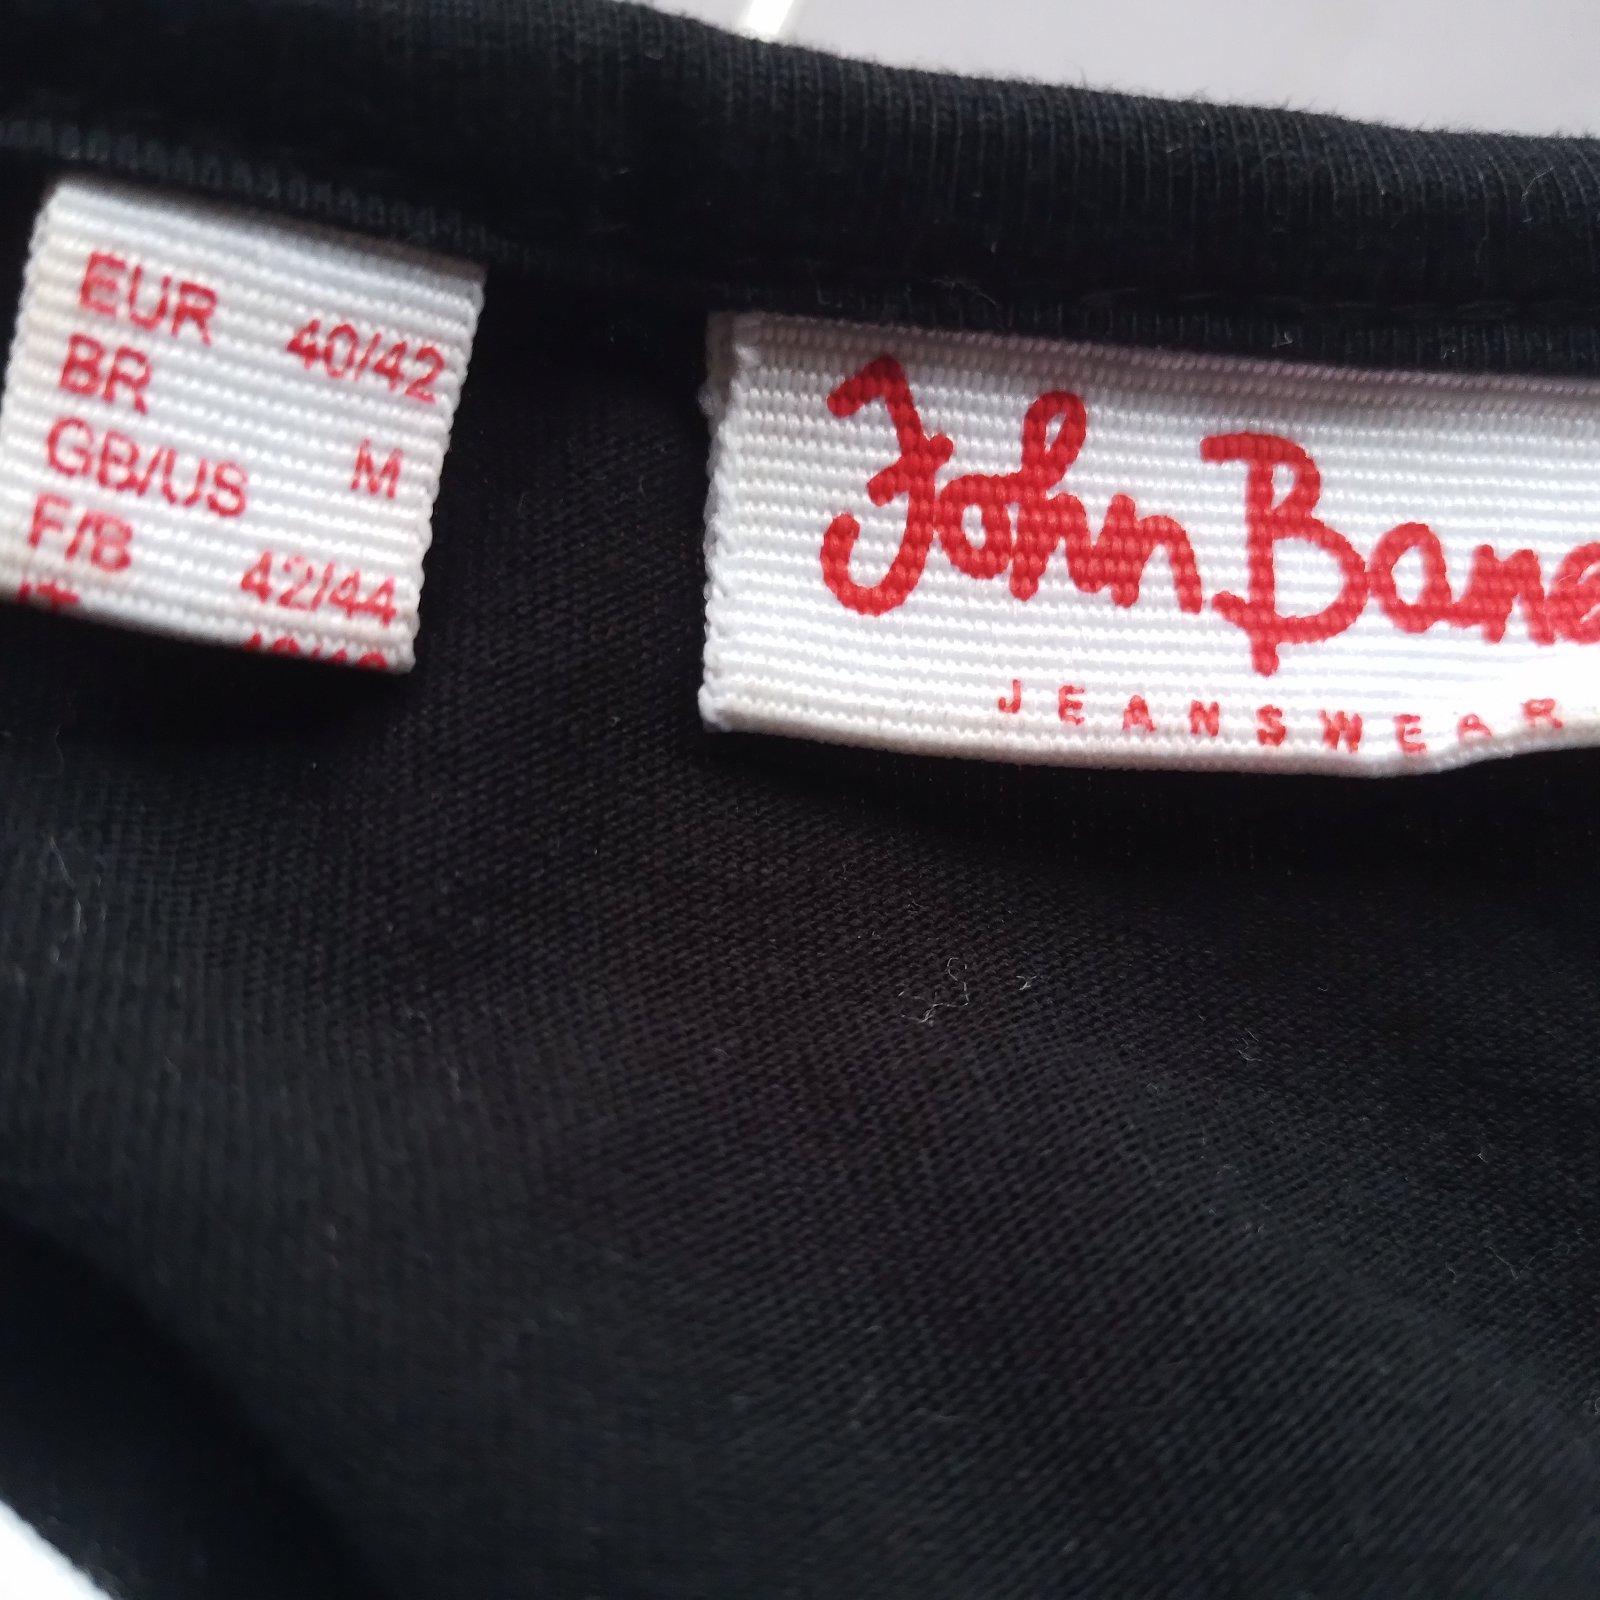 EUR 40/42
BR M
GB/US
F/B 42/44
John Bane
JEANSWEAR